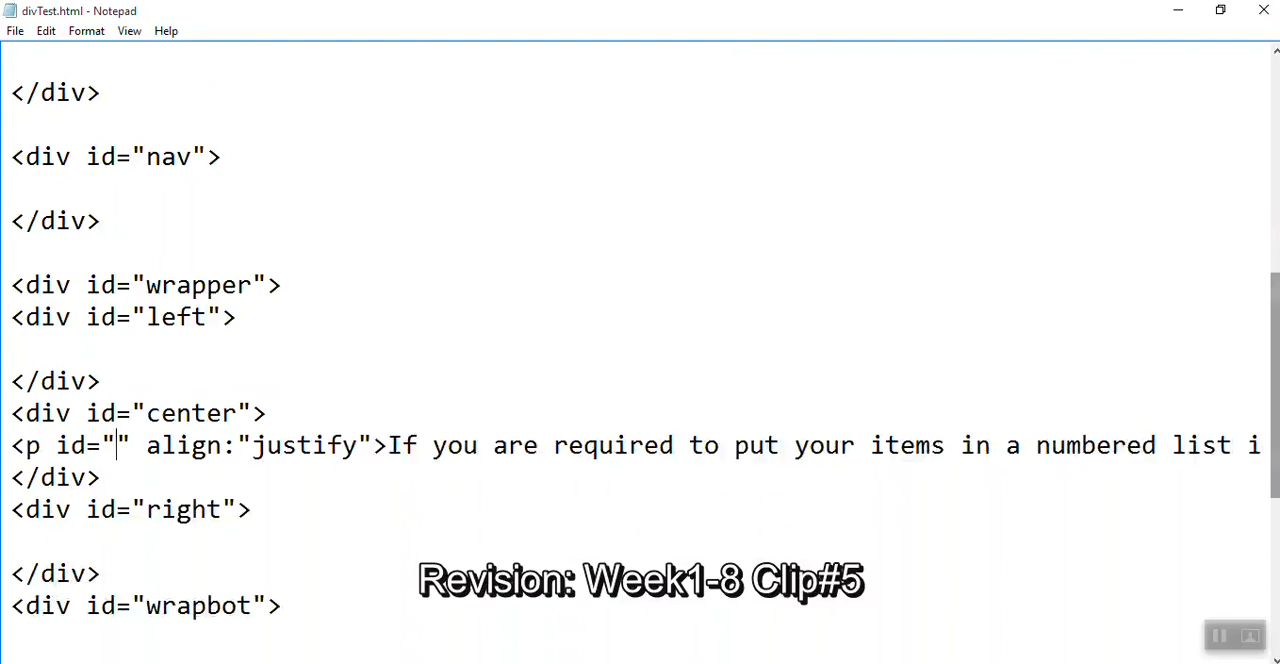 divTest.html - Notepad
File Edit Format View Help
</div>
<div id="nav">
</div>
<div id="wrapper">
<div id="left">
</div>
<div id="center">
<p id="" align:"justify">If you are required to put your items in a numbered list i
</div>
<div id="right">
</div>
<div id="wrapbot">
Revision: Week1-8 Clip#5